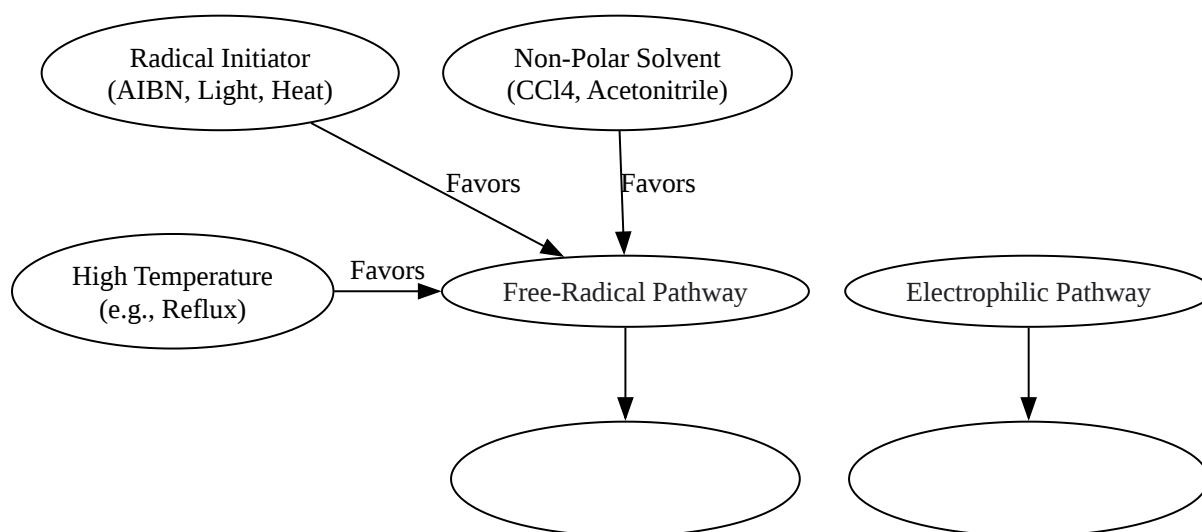 Radical Initiator
(AIBN, Light, Heat)
Non-Polar Solvent
(CCl4, Acetonitrile)
Favors
Favors
High Temperature
(e.g., Reflux)
Favors
Free-Radical Pathway
Electrophilic Pathway